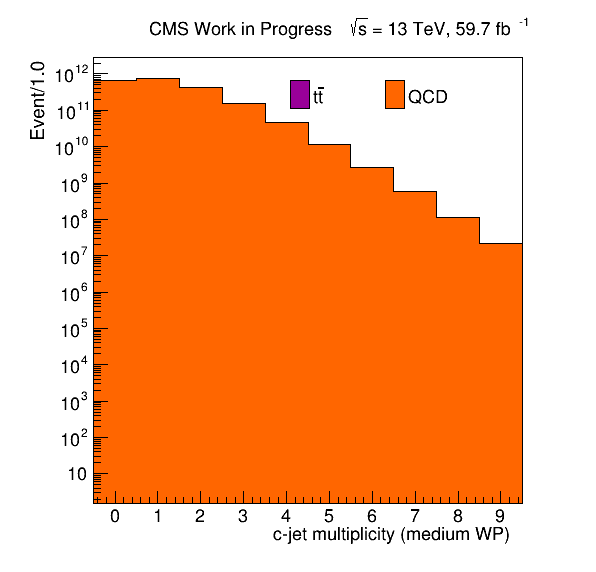 CMS Work in Progress √s = 13 TeV, 59.7 fb⁻¹
Event/1.0
tt̄
QCD
10¹²
10¹¹
10¹⁰
10⁹
10⁸
10⁷
10⁶
10⁵
10⁴
10³
10²
10
0 1 2 3 4 5 6 7 8 9
c-jet multiplicity (medium WP)